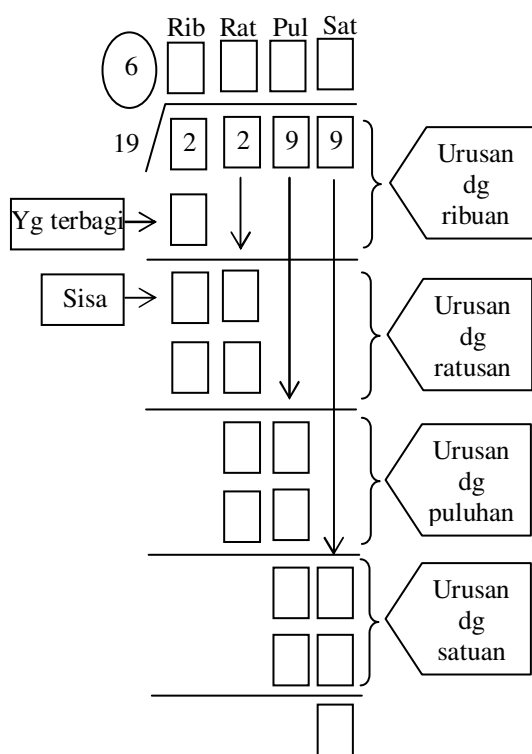 Rib Rat Pul Sat
6
19 2 2 9 9
Urusan
dg
ribuan
Yg terbagi
Sisa
Urusan
dg
ratusan
Urusan
dg
puluhan
Urusan
dg
satuan